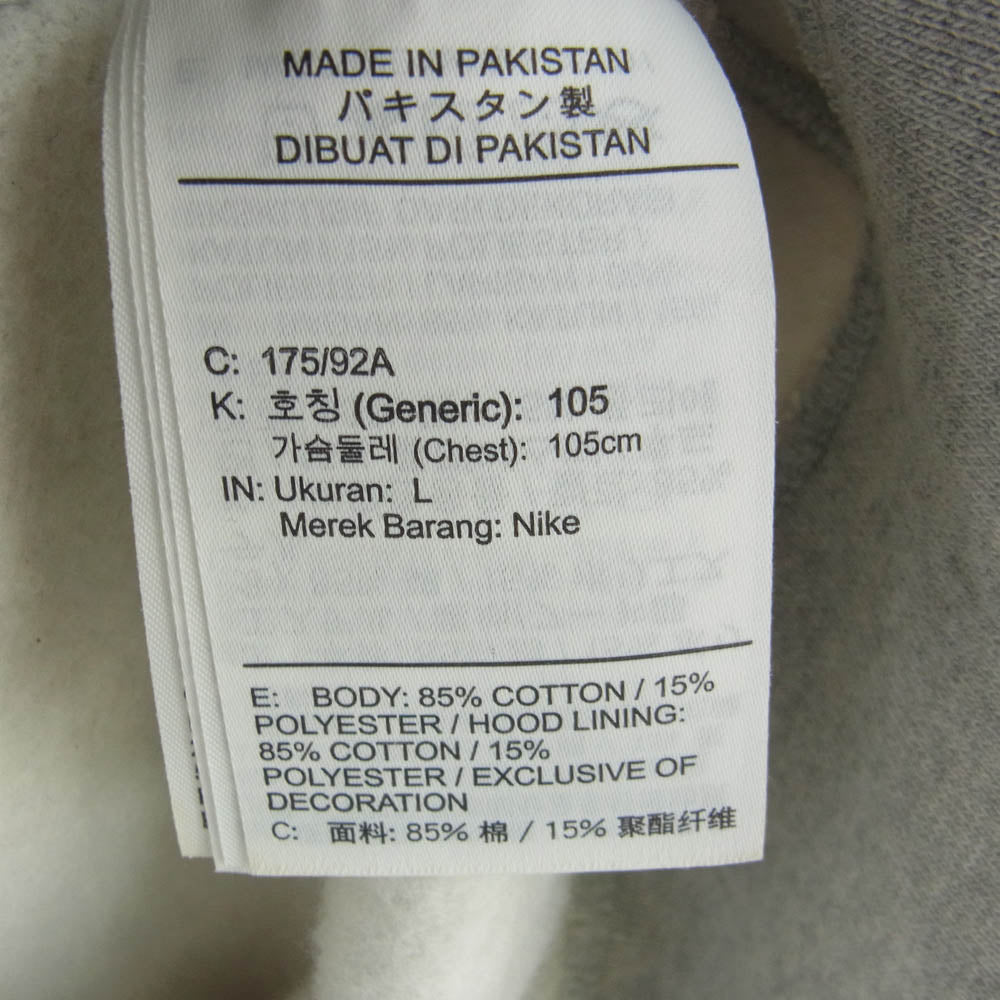 MADE IN PAKISTAN
パキスタン製
DIBUAT DI PAKISTAN
C: 175/92A
K: 호칭 (Generic): 105
가슴둘레 (Chest): 105cm
IN: Ukuran: L
Merek Barang: Nike
E: BODY: 85% COTTON / 15%
POLYESTER / HOOD LINING:
85% COTTON / 15%
POLYESTER / EXCLUSIVE OF
DECORATION
C: 面料: 85% 棉 / 15% 聚酯纤维